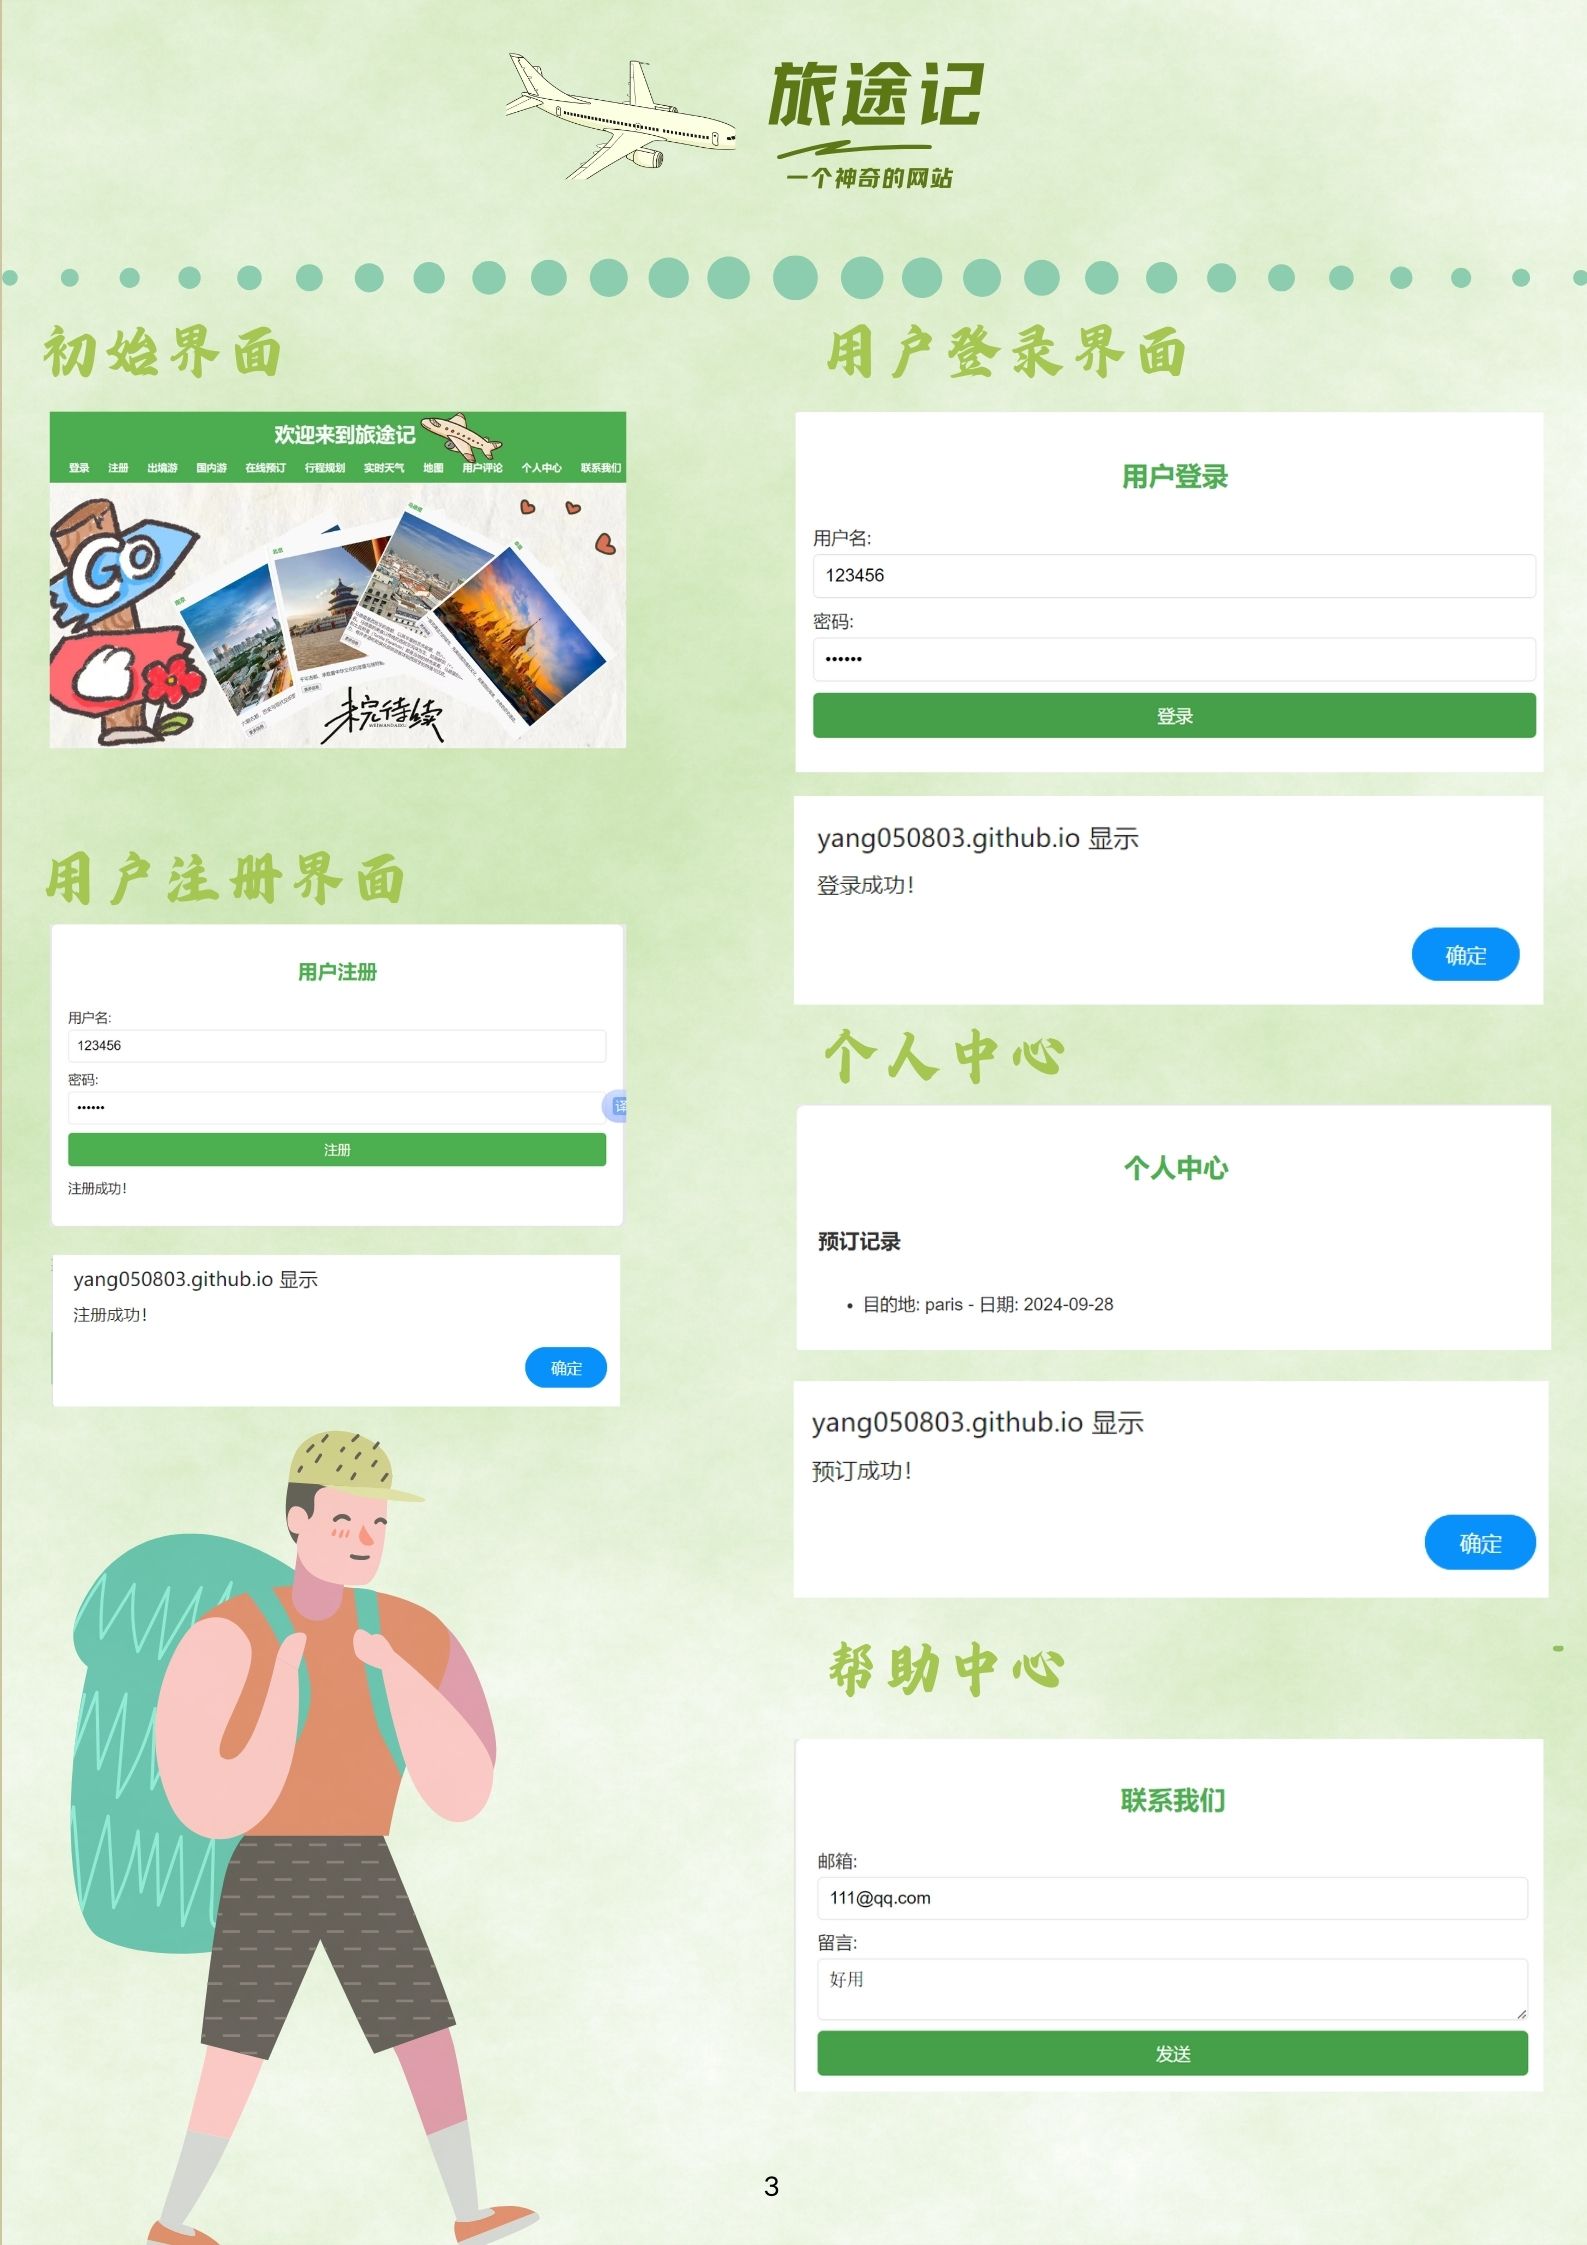 旅途记
一个神奇的网站
初始界面
欢迎来到旅途记
登录 注册 出境游 国内游 在线预订 行程规划 实时天气 地图 用户评论 个人中心 联系我们
GO
南京
北京
未完待续
WEIWANDAIXU
用户注册界面
用户注册
用户名:
123456
密码:
••••••
译
注册
注册成功！
yang050803.github.io 显示
注册成功！
确定
用户登录界面
用户登录
用户名:
123456
密码:
••••••
登录
yang050803.github.io 显示
登录成功！
确定
个人中心
个人中心
预订记录
• 目的地: paris - 日期: 2024-09-28
yang050803.github.io 显示
预订成功！
确定
帮助中心
联系我们
邮箱:
111@qq.com
留言:
好用
发送
3